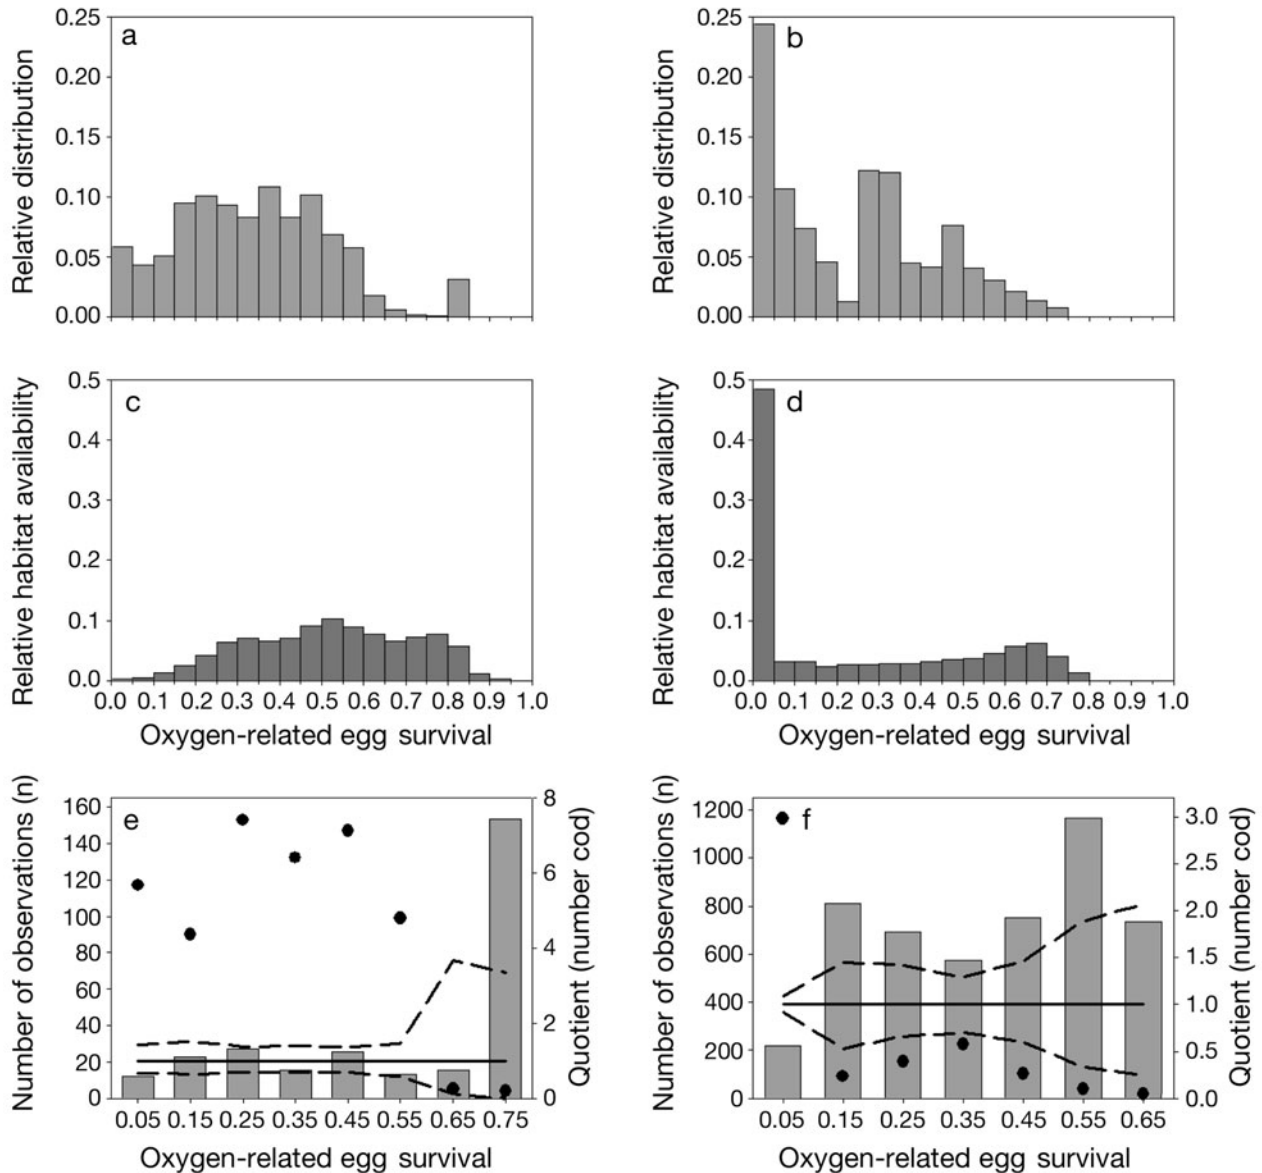 a
0.25
0.20
0.15
0.10
0.05
0.00
Relative distribution
b
0.25
0.20
0.15
0.10
0.05
0.00
Relative distribution
c
0.5
0.4
0.3
0.2
0.1
0.0
Relative habitat availability
0.0 0.1 0.2 0.3 0.4 0.5 0.6 0.7 0.8 0.9 1.0
Oxygen-related egg survival
d
0.5
0.4
0.3
0.2
0.1
0.0
Relative habitat availability
0.0 0.1 0.2 0.3 0.4 0.5 0.6 0.7 0.8 0.9 1.0
Oxygen-related egg survival
e
160
140
120
100
80
60
40
20
0
Number of observations (n)
8
6
4
2
0
Quotient (number cod)
0.05 0.15 0.25 0.35 0.45 0.55 0.65 0.75
Oxygen-related egg survival
f
1200
1000
800
600
400
200
0
Number of observations (n)
3.0
2.5
2.0
1.5
1.0
0.5
0.0
Quotient (number cod)
0.05 0.15 0.25 0.35 0.45 0.55 0.65
Oxygen-related egg survival